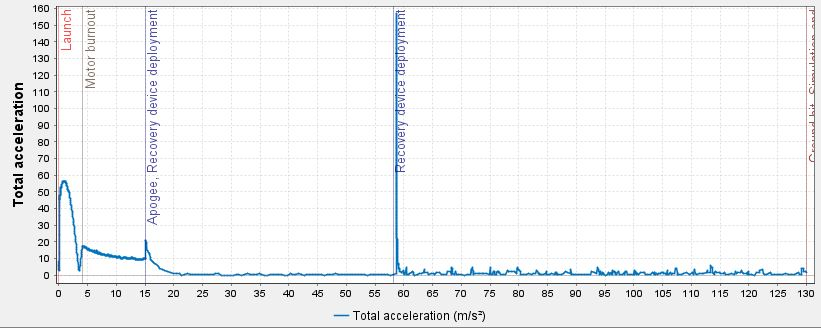 160
150
140
130
120
110
100
90
80
70
60
50
40
30
20
10
0
Total acceleration
Launch
Motor burnout
Apogee, Recovery device deployment
Recovery device deployment
0 5 10 15 20 25 30 35 40 45 50 55 60 65 70 75 80 85 90 95 100 105 110 115 120 125 130
Total acceleration (m/s²)